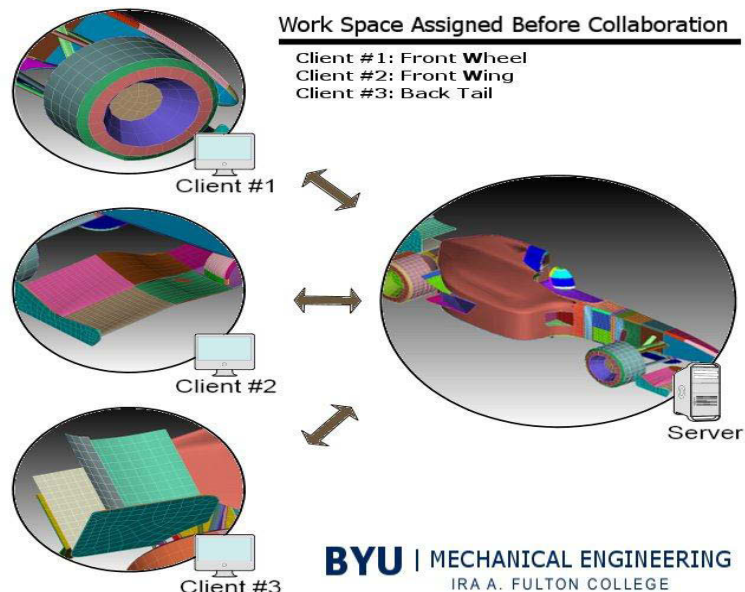 Work Space Assigned Before Collaboration
Client #1: Front Wheel
Client #2: Front Wing
Client #3: Back Tail
Client #1
Client #2
Server
Client #3
BYU | MECHANICAL ENGINEERING
IRA A. FULTON COLLEGE